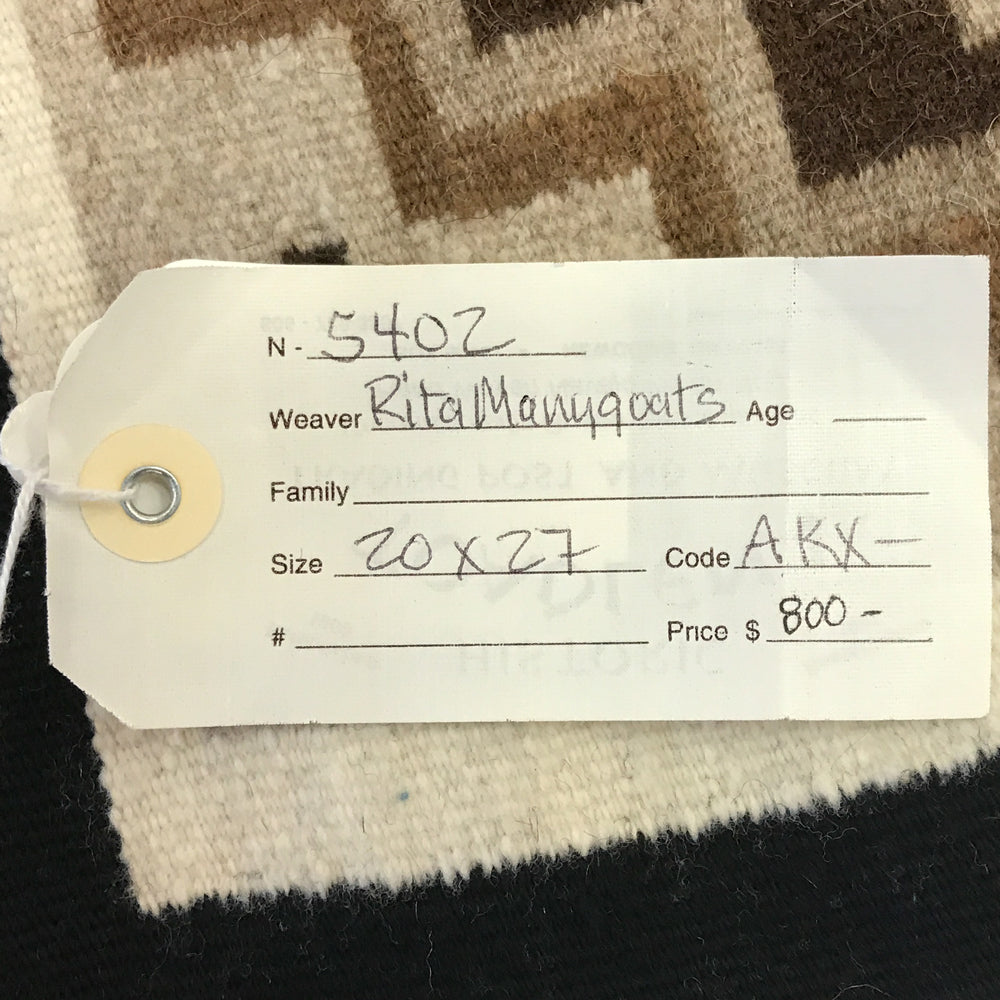 N - 5402
Weaver Rita Manygoats Age
Family
Size 20 x 27 Code AKX—
# Price $ 800 -